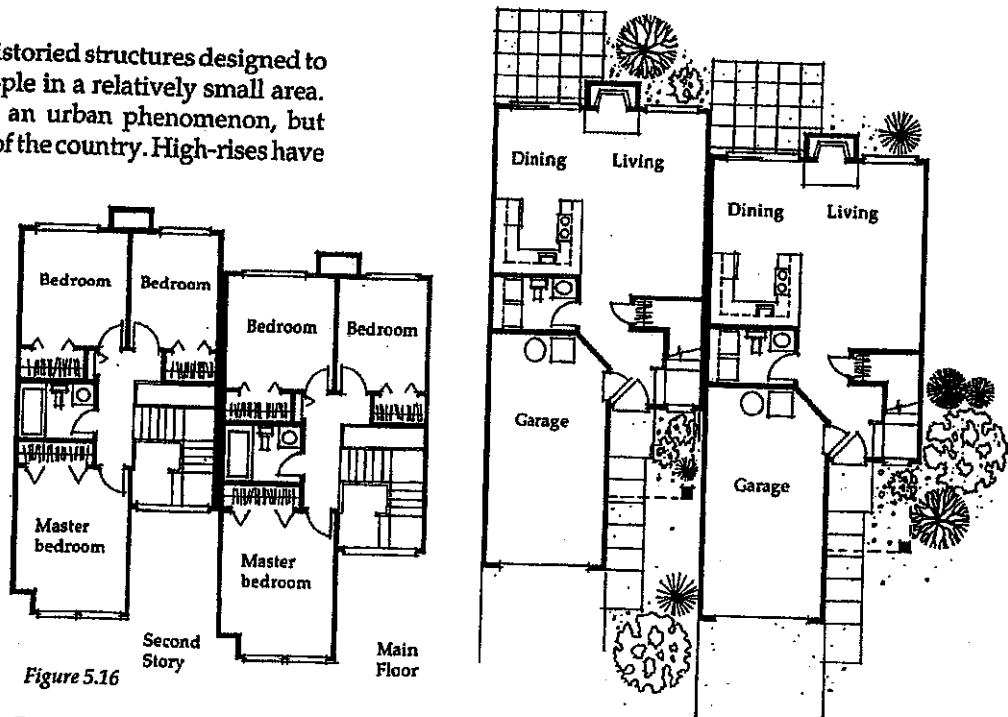 istoried structures designed to
ple in a relatively small area.
an urban phenomenon, but
of the country. High-rises have
Bedroom
Bedroom
Bedroom
Bedroom
Master
bedroom
Master
bedroom
Second
Story
Main
Floor
Figure 5.16
Dining
Living
Dining
Living
Garage
Garage